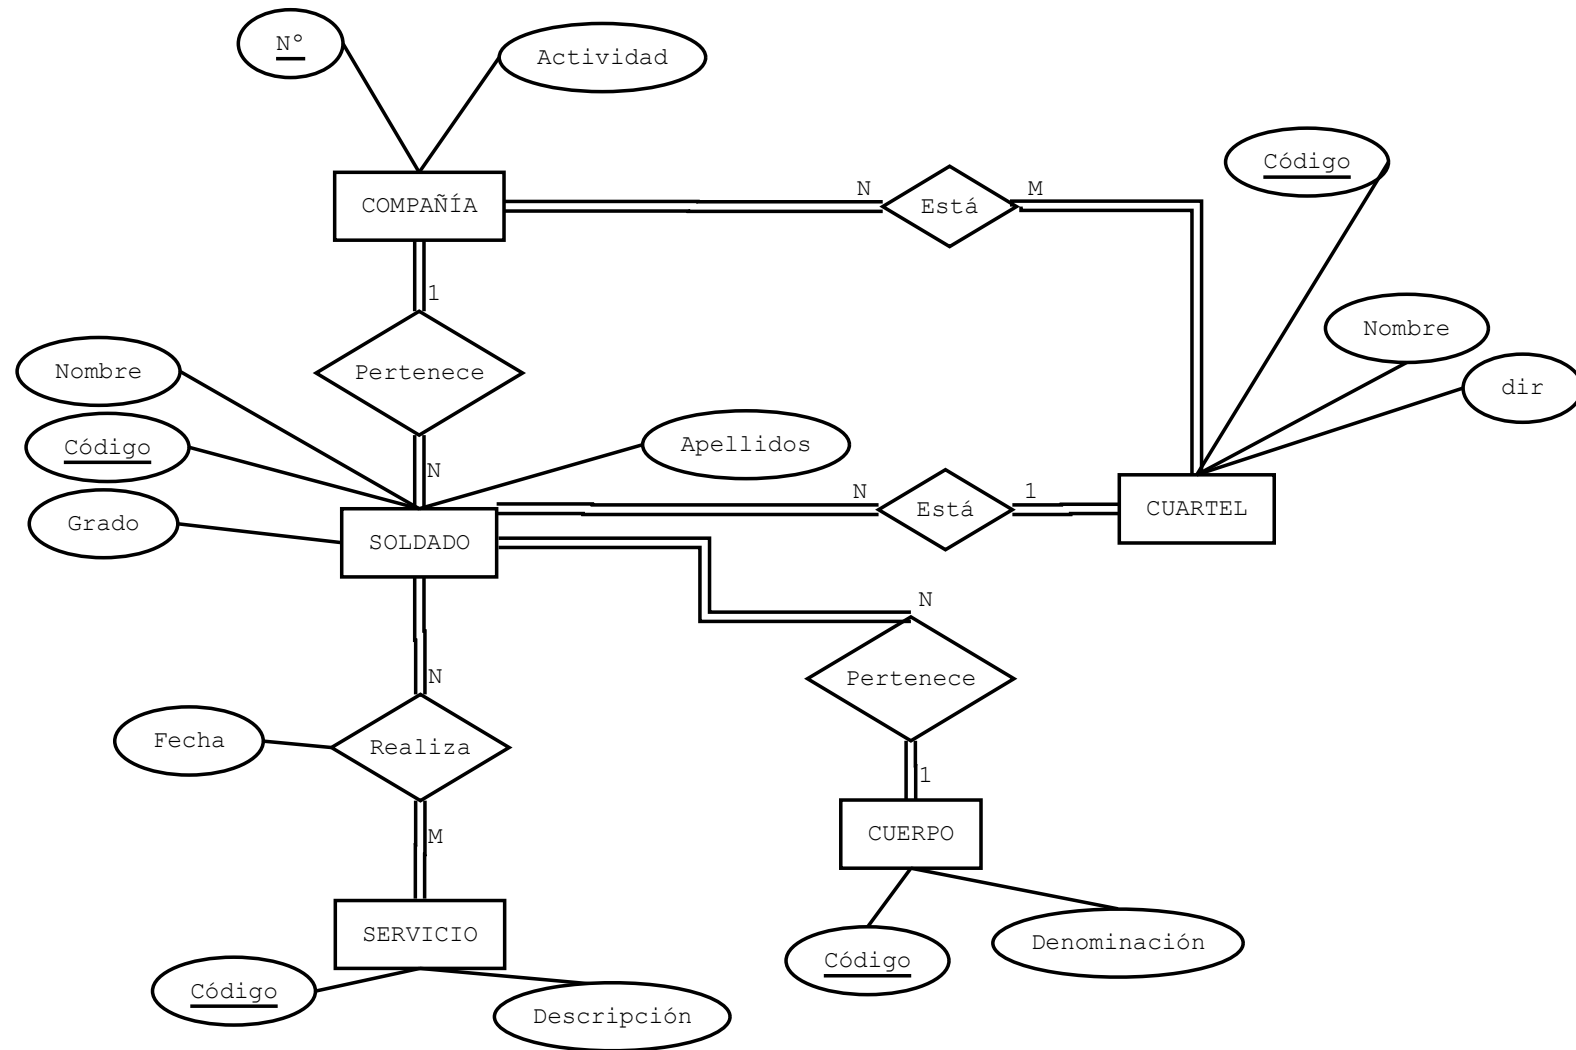 Nº
Actividad
Código
COMPAÑÍA
N
Está
M
1
Nombre
dir
Nombre
Pertenece
Código
Apellidos
N
Grado
SOLDADO
N
Está
1
CUARTEL
N
Pertenece
N
Fecha
Realiza
1
M
CUERPO
SERVICIO
Código
Denominación
Código
Descripción